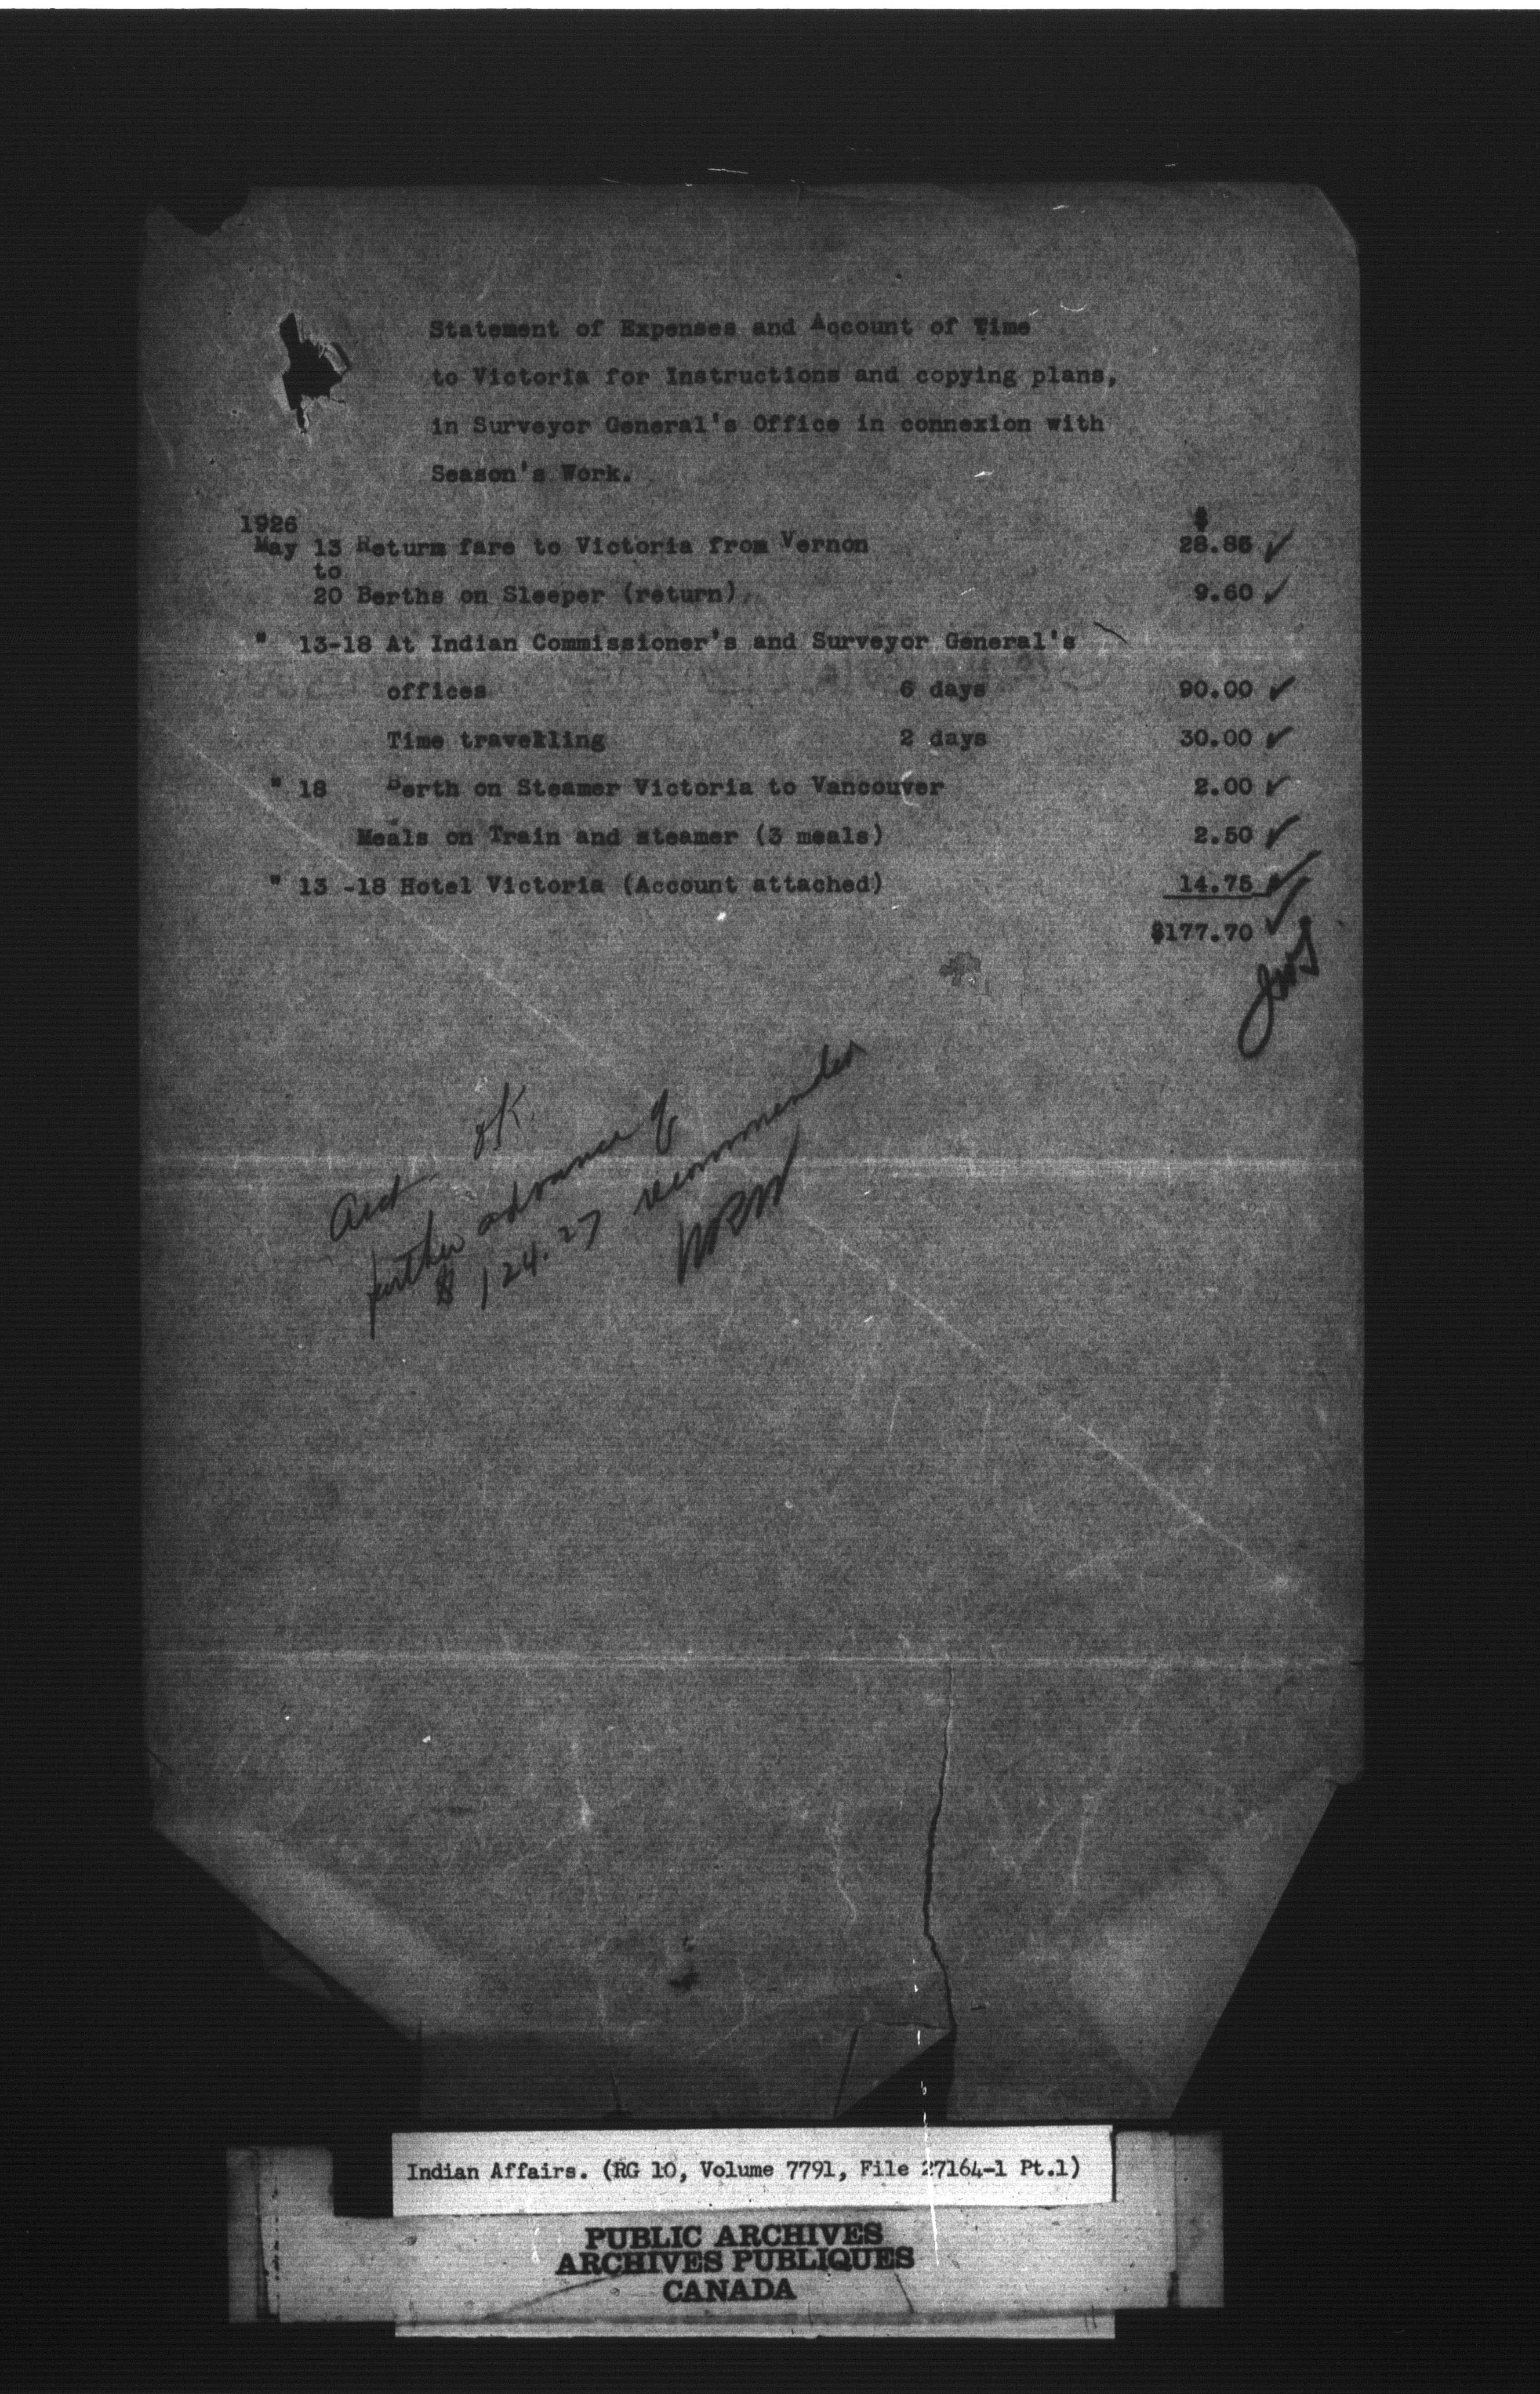 Statement of Expenses and Account of Time
to Victoria for Instructions and copying plans,
in Surveyor General's Office in connexion with
Season's Work.
1926 $
May 13 Return fare to Victoria from Vernon 28.85
to
20 Berths on Sleeper (return). 9.60
" 13-18 At Indian Commissioner's and Surveyor General's
offices 6 days 90.00
Time travelling 2 days 30.00
" 18 Berth on Steamer Victoria to Vancouver 2.00
Meals on Train and steamer (3 meals) 2.50
" 13 -18 Hotel Victoria (Account attached) 14.75
$177.70
Acct OK
further advance of
$124.27 recommended
Indian Affairs. (RG 10, Volume 7791, File 27164-1 Pt.1)
PUBLIC ARCHIVES
ARCHIVES PUBLIQUES
CANADA